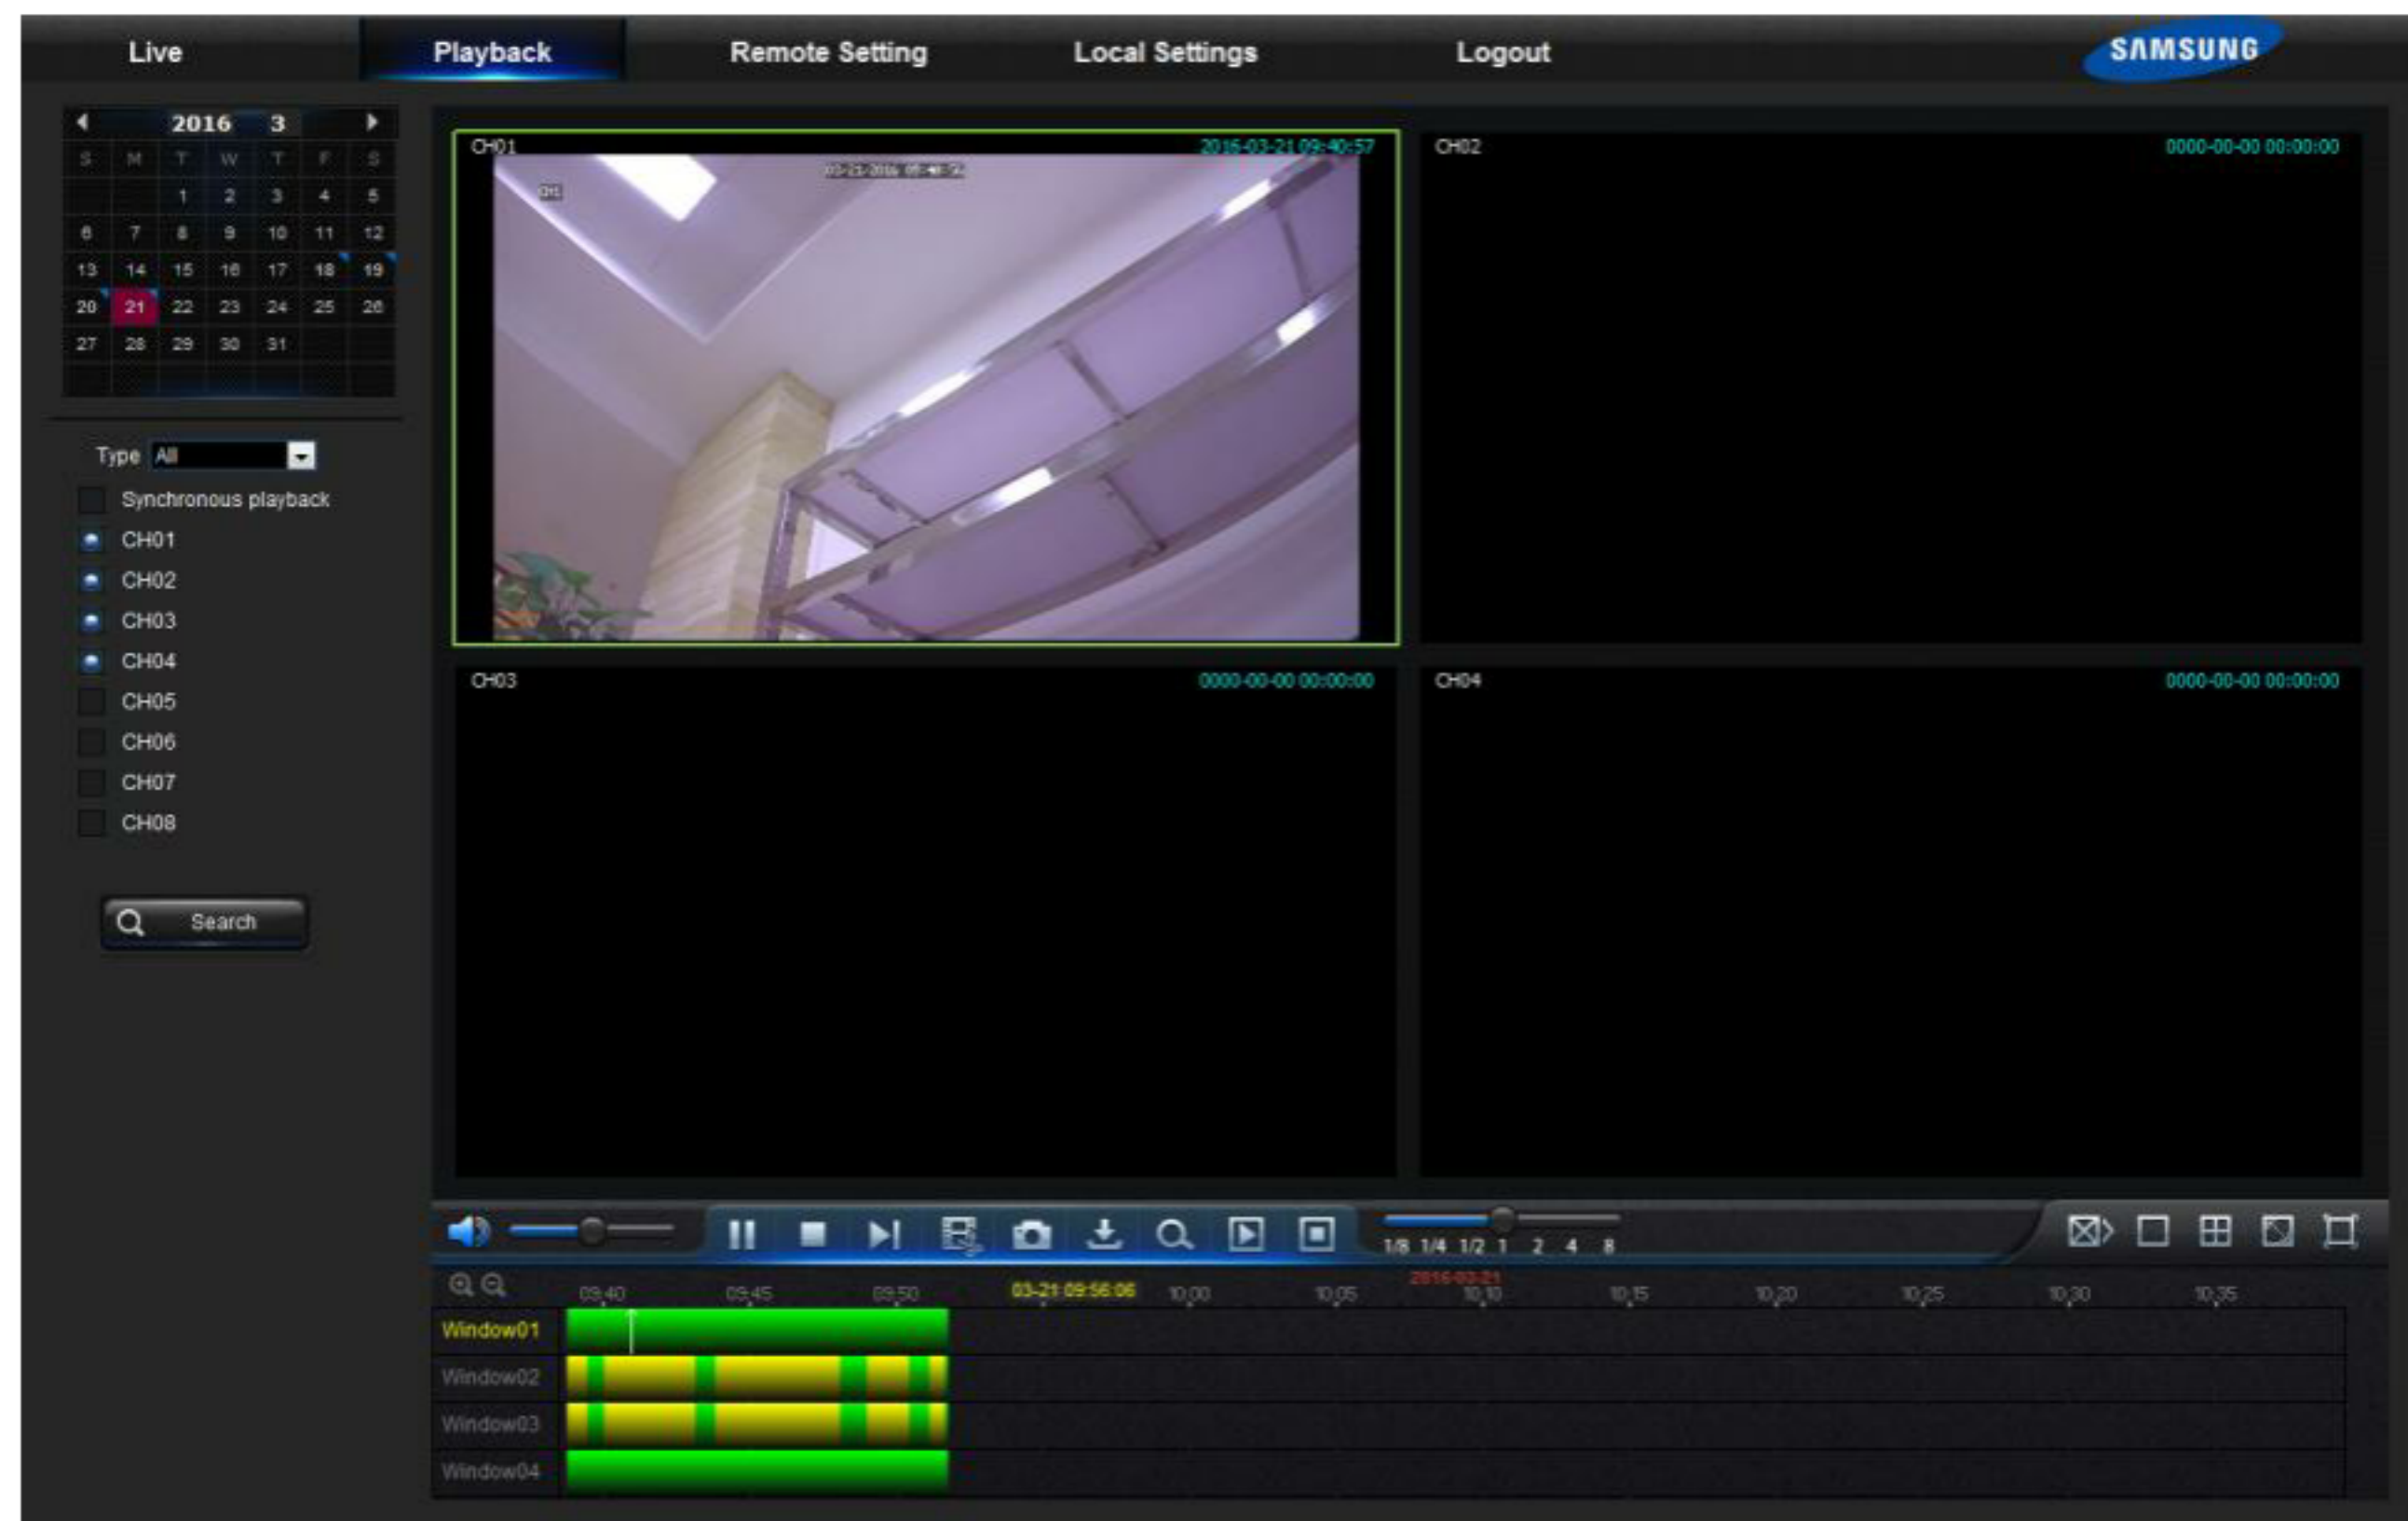 Live Playback Remote Setting Local Settings Logout SAMSUNG
2016 3
S M T W T F S
1 2 3 4 5
6 7 8 9 10 11 12
13 14 15 16 17 18 19
20 21 22 23 24 25 26
27 28 29 30 31
Type All
Synchronous playback
CH01
CH02
CH03
CH04
CH05
CH06
CH07
CH08
Search
CH01 2016-03-21 09:40:57
CH1
CH02 0000-00-00 00:00:00
CH03 0000-00-00 00:00:00
CH04 0000-00-00 00:00:00
1/8 1/4 1/2 1 2 4 8
2016-03-21
09:40 09:45 09:50 03-21 09:56:06 10:00 10:05 10:10 10:15 10:20 10:25 10:30 10:35
Window01
Window02
Window03
Window04